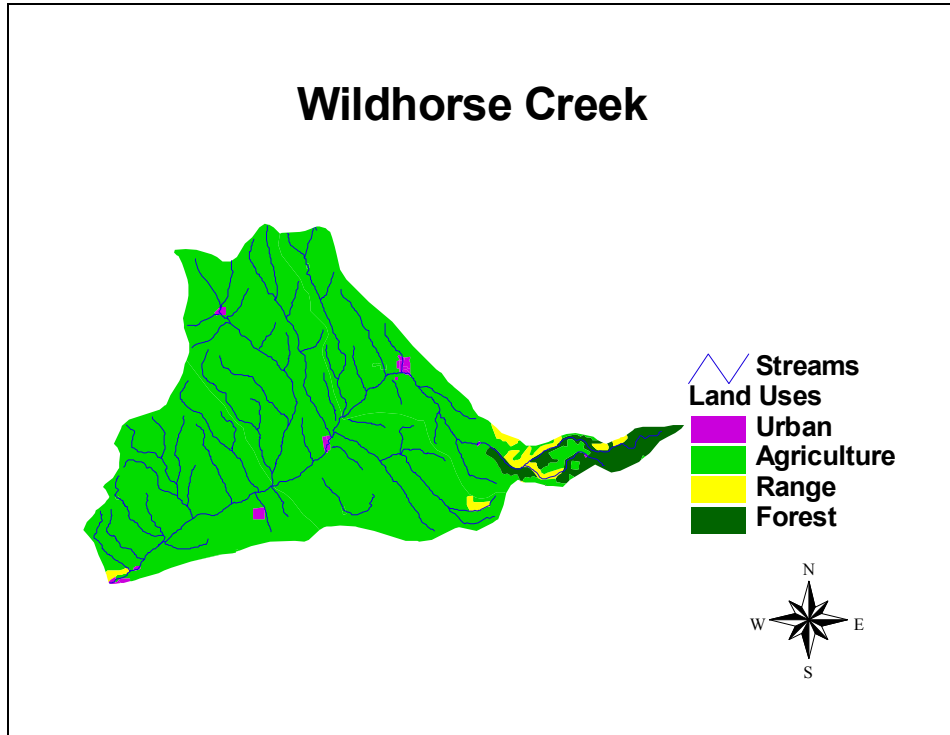 Wildhorse Creek
Streams
Land Uses
Urban
Agriculture
Range
Forest
N
W E
S